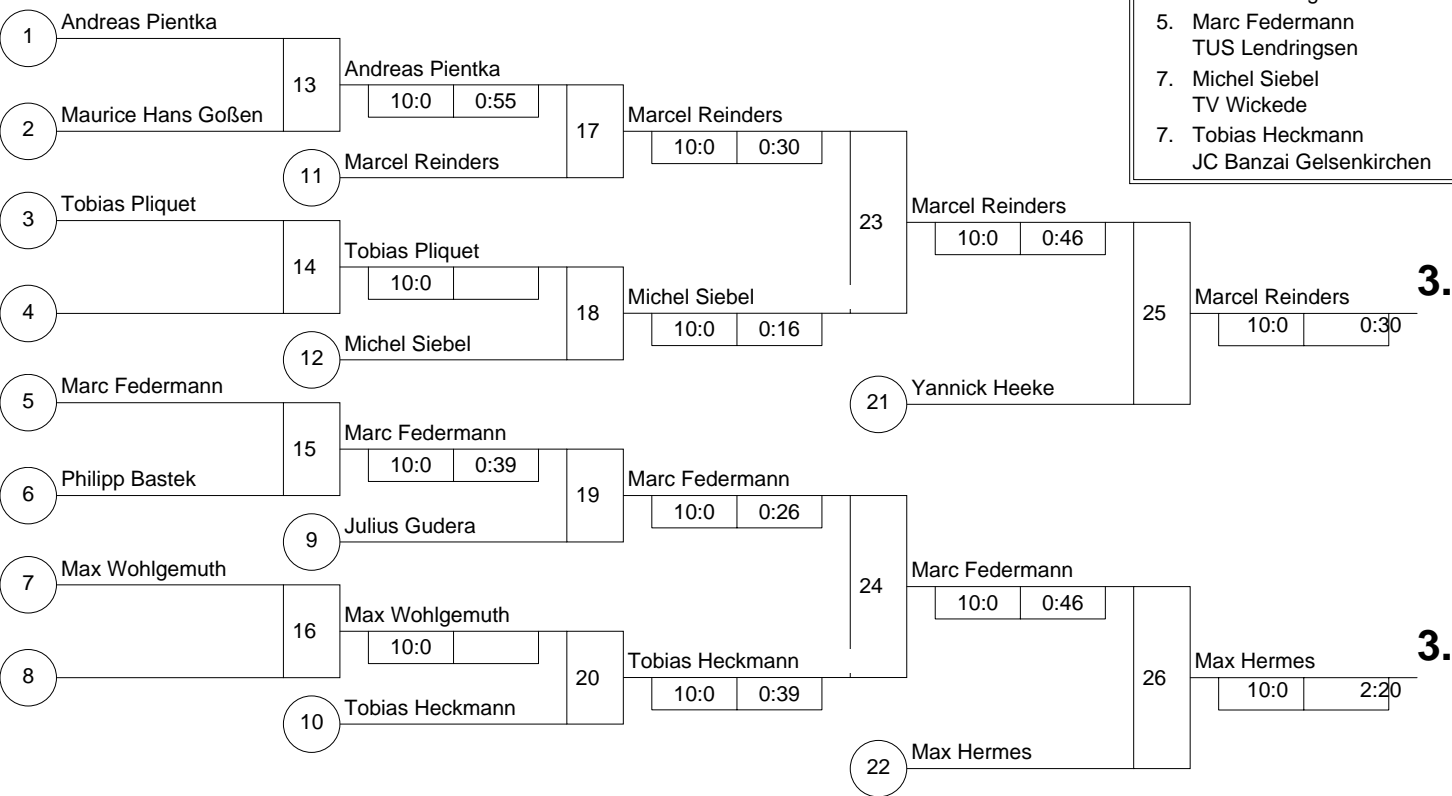 1 Andreas Pientka
13 Andreas Pientka
10:0 0:55
2 Maurice Hans Goßen
17 Marcel Reinders
10:0 0:30
11 Marcel Reinders
3 Tobias Pliquet
23 Marcel Reinders
10:0 0:46
14 Tobias Pliquet
10:0
4
18 Michel Siebel
10:0 0:16
12 Michel Siebel
25 Marcel Reinders 3.
10:0 0:30
21 Yannick Heeke
5 Marc Federmann
15 Marc Federmann
10:0 0:39
6 Philipp Bastek
19 Marc Federmann
10:0 0:26
9 Julius Gudera
7 Max Wohlgemuth
24 Marc Federmann
10:0 0:46
16 Max Wohlgemuth
10:0
8
20 Tobias Heckmann
10:0 0:39
10 Tobias Heckmann
26 Max Hermes 3.
10:0 2:20
22 Max Hermes
5. Marc Federmann
TUS Lendringsen
7. Michel Siebel
TV Wickede
7. Tobias Heckmann
JC Banzai Gelsenkirchen